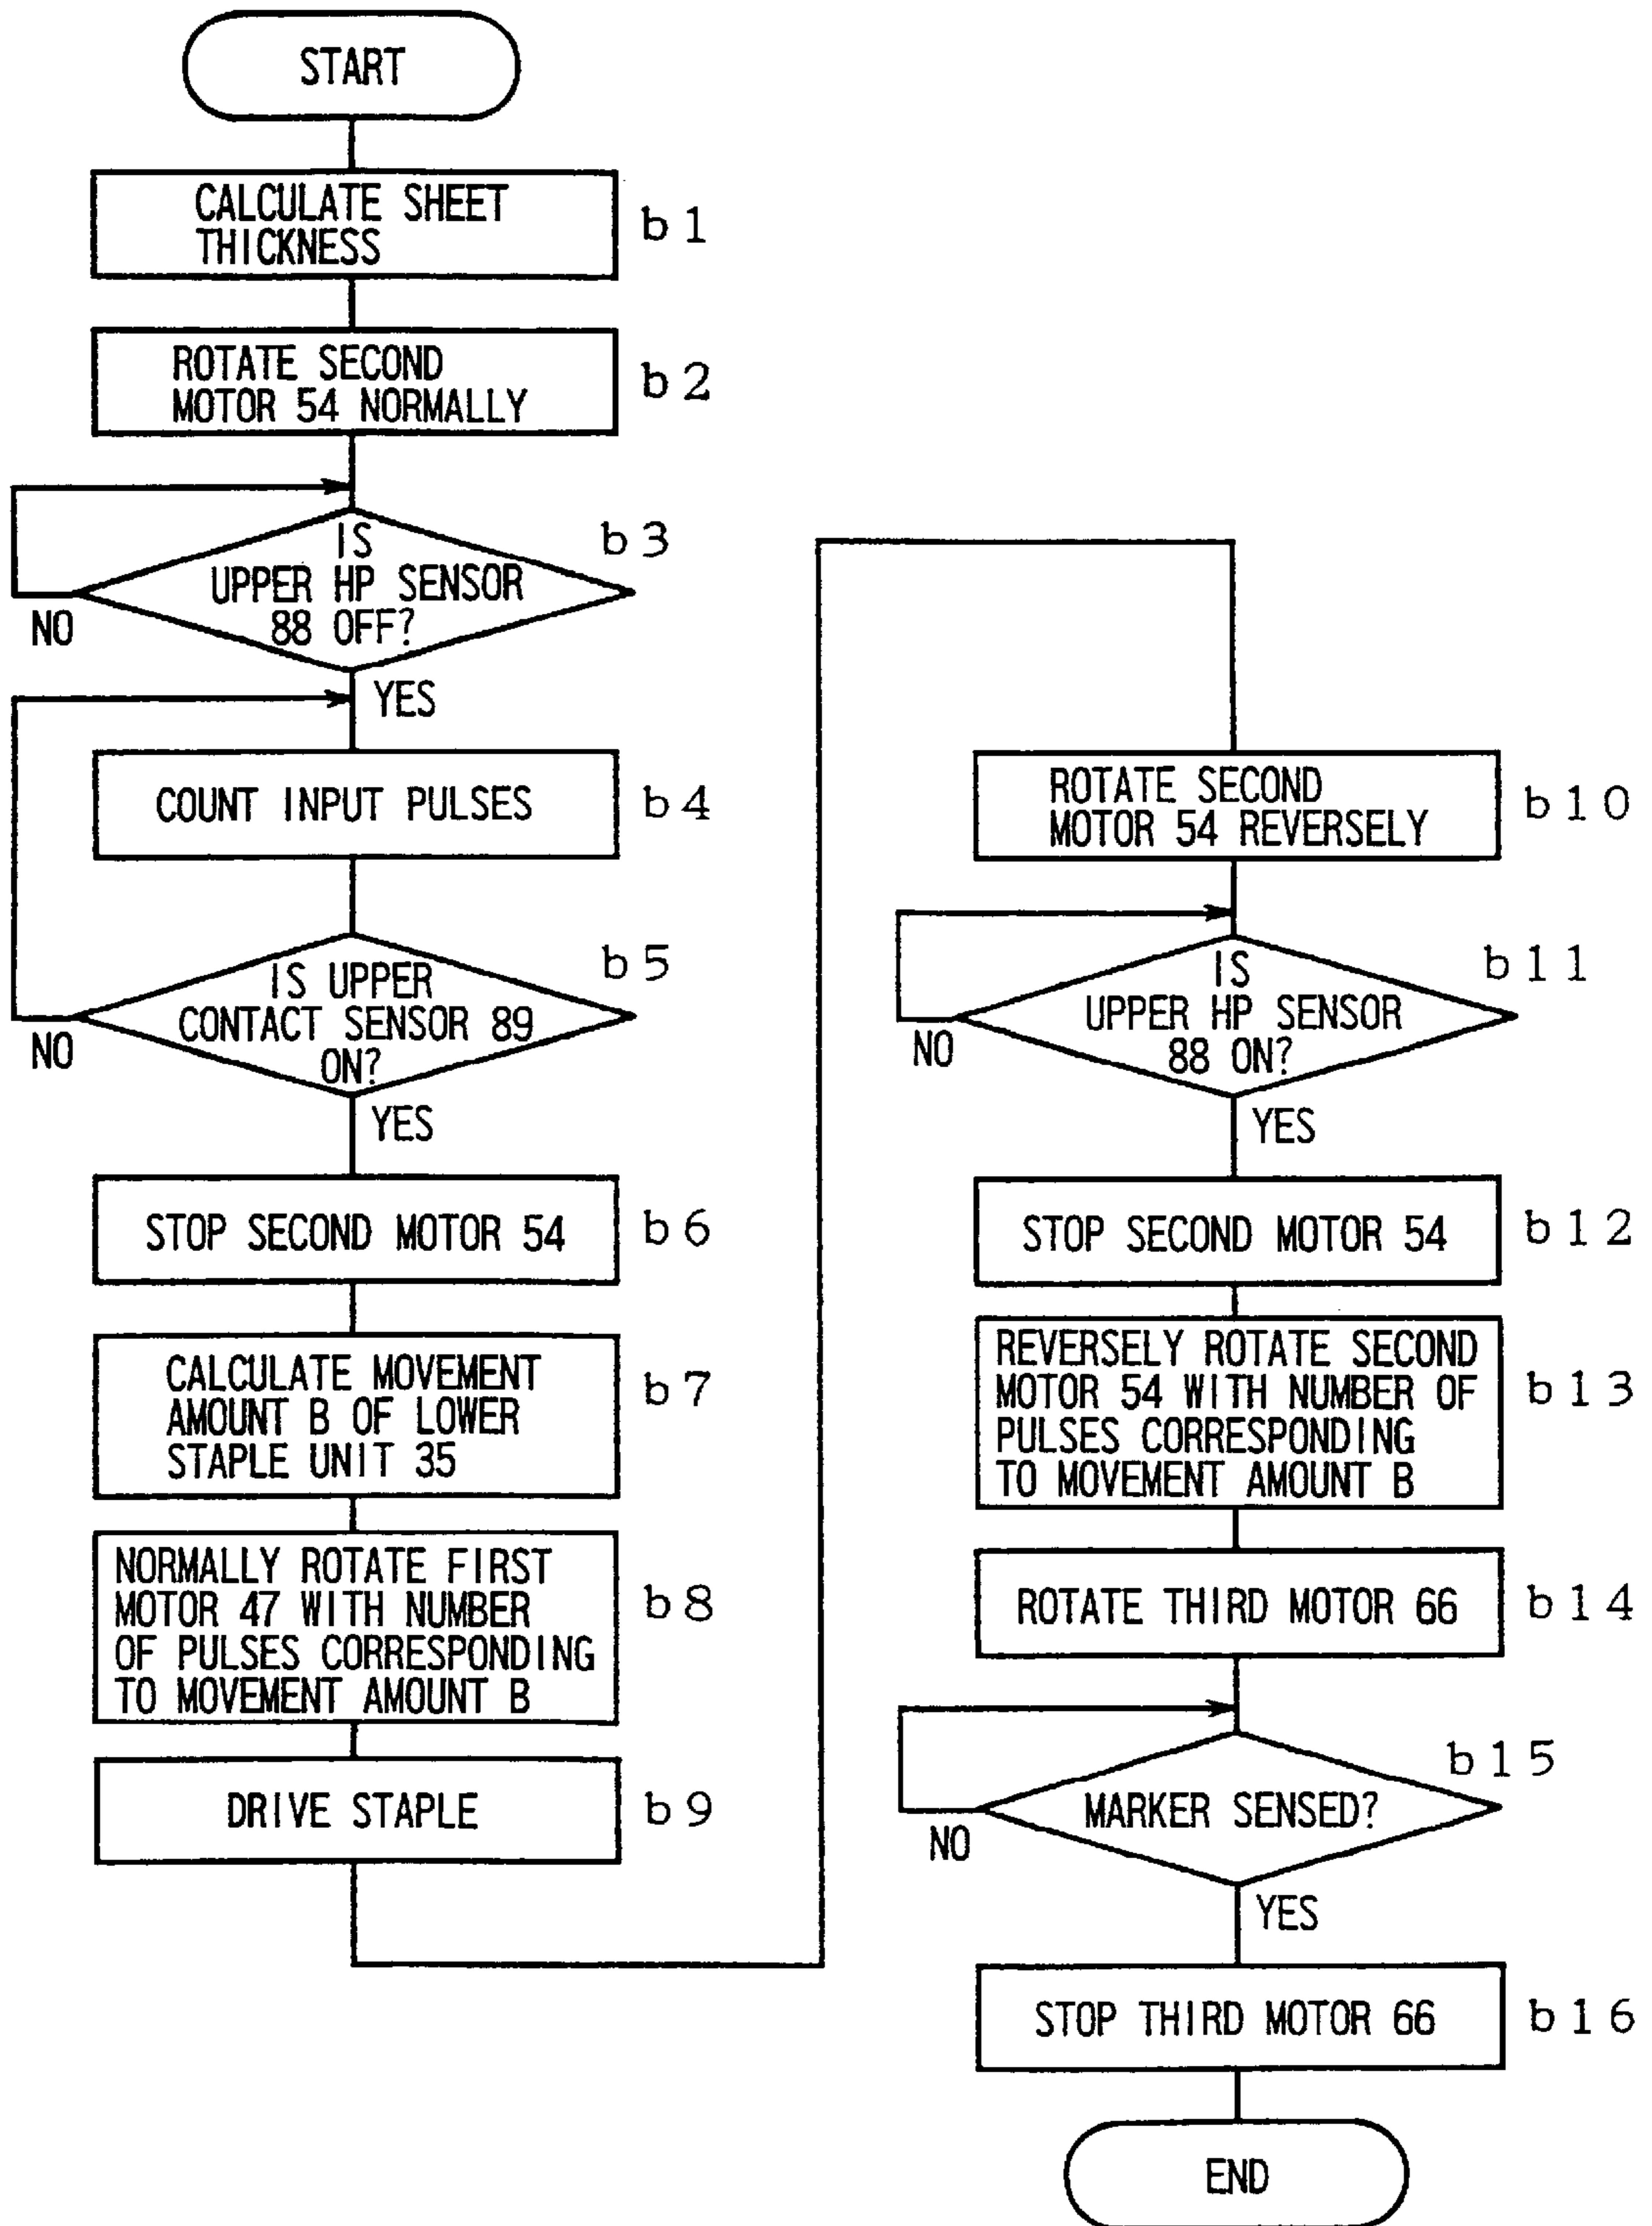 START
CALCULATE SHEET
THICKNESS
b1
ROTATE SECOND
MOTOR 54 NORMALLY
b2
IS
UPPER HP SENSOR
88 OFF?
b3
NO
YES
COUNT INPUT PULSES
b4
IS UPPER
CONTACT SENSOR 89
ON?
b5
NO
YES
STOP SECOND MOTOR 54
b6
CALCULATE MOVEMENT
AMOUNT B OF LOWER
STAPLE UNIT 35
b7
NORMALLY ROTATE FIRST
MOTOR 47 WITH NUMBER
OF PULSES CORRESPONDING
TO MOVEMENT AMOUNT B
b8
DRIVE STAPLE
b9
ROTATE SECOND
MOTOR 54 REVERSELY
b10
IS
UPPER HP SENSOR
88 ON?
b11
NO
YES
STOP SECOND MOTOR 54
b12
REVERSELY ROTATE SECOND
MOTOR 54 WITH NUMBER OF
PULSES CORRESPONDING
TO MOVEMENT AMOUNT B
b13
ROTATE THIRD MOTOR 66
b14
MARKER SENSED?
b15
NO
YES
STOP THIRD MOTOR 66
b16
END